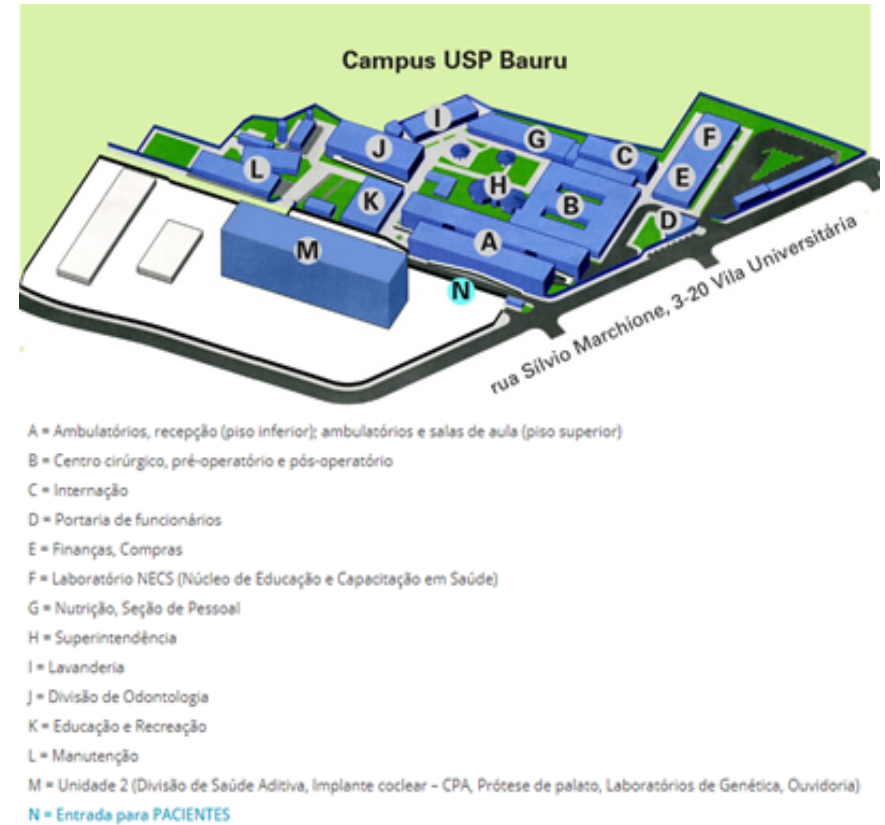 Campus USP Bauru
I
G
J
C
F
L
H
E
K
B
D
A
M
N
rua Sílvio Marchione, 3-20 Vila Universitária
A = Ambulatórios, recepção (piso inferior); ambulatórios e salas de aula (piso superior)
B = Centro cirúrgico, pré-operatório e pós-operatório
C = Internação
D = Portaria de funcionários
E = Finanças, Compras
F = Laboratório NECS (Núcleo de Educação e Capacitação em Saúde)
G = Nutrição, Seção de Pessoal
H = Superintendência
I = Lavanderia
J = Divisão de Odontologia
K = Educação e Recreação
L = Manutenção
M = Unidade 2 (Divisão de Saúde Aditiva, Implante coclear – CPA, Prótese de palato, Laboratórios de Genética, Ouvidoria)
N = Entrada para PACIENTES